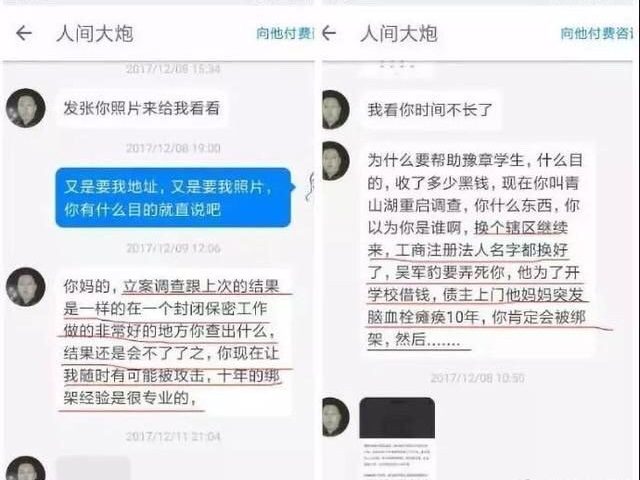 人间大炮
向他付费咨
2017/12/08 15:34
发张你照片来给我看看
2017/12/08 19:00
又是要我地址，又是要我照片，
你有什么目的就直说吧
2017/12/09 12:06
你妈的，立案调查跟上次的结果
是一样的在一个封闭保密工作
做的非常好的地方你查出什么，
结果还是会不了了之，你现在让
我随时有可能被攻击，十年的绑
架经验是很专业的，
2017/12/11 21:04
人间大炮
向他付费咨
我看你时间不长了
为什么要帮助豫章学生，什么目
的，收了多少黑钱，现在你叫青
山湖重启调查，你什么东西，你
以为你是谁啊，换个辖区继续
来，工商注册法人名字都换好
了，吴军豹要弄死你，他为了开
学校借钱，债主上门他妈妈突发
脑血栓瘫痪10年，你肯定会被绑
架，然后.......
2017/12/08 10:50